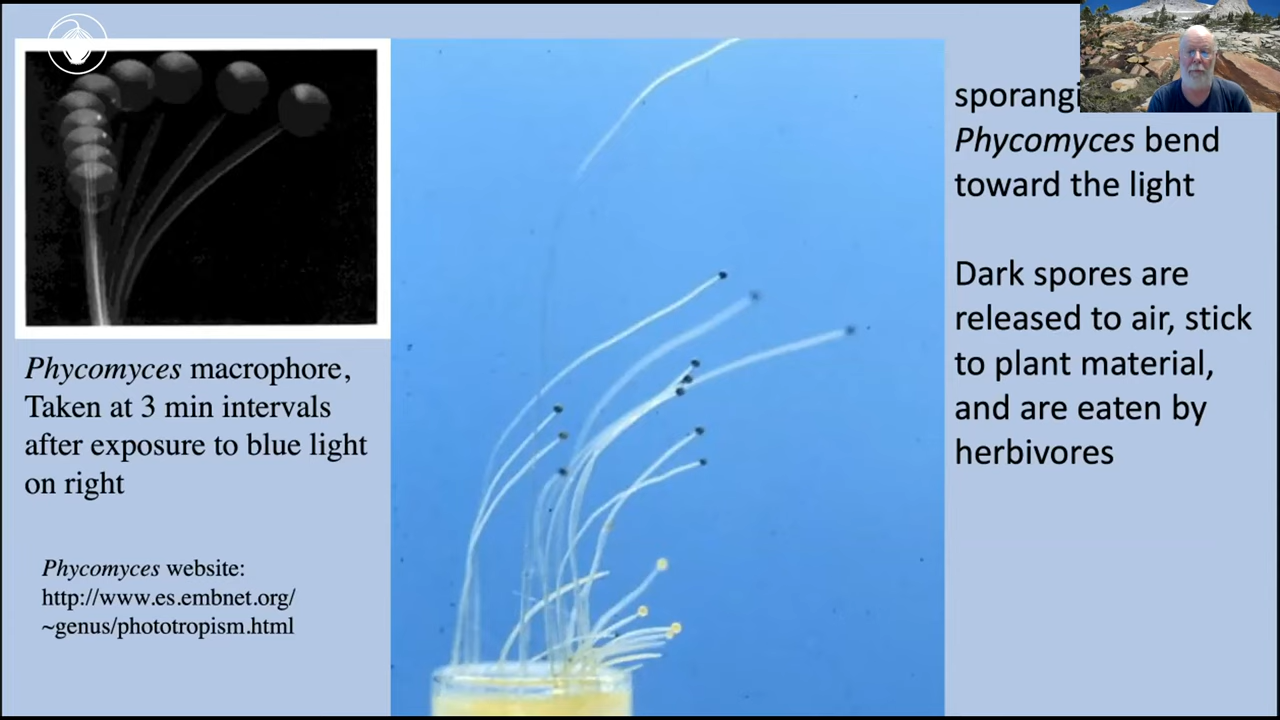 Phycomyces macrophore,
Taken at 3 min intervals
after exposure to blue light
on right
Phycomyces website:
http://www.es.embnet.org/
~genus/phototropism.html
Phycomyces bend
toward the light
Dark spores are
released to air, stick
to plant material,
and are eaten by
herbivores